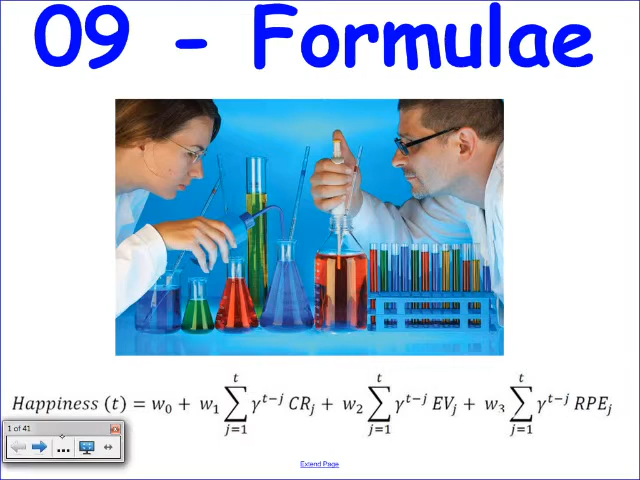 09 - Formulae
Happiness (t) = w₀ + w₁ ∑ᵗⱼ₌₁ γᵗ⁻ʲ CRⱼ + w₂ ∑ᵗⱼ₌₁ γᵗ⁻ʲ EVⱼ + w₃ ∑ᵗⱼ₌₁ γᵗ⁻ʲ RPEⱼ
1 of 41
...
Extend Page